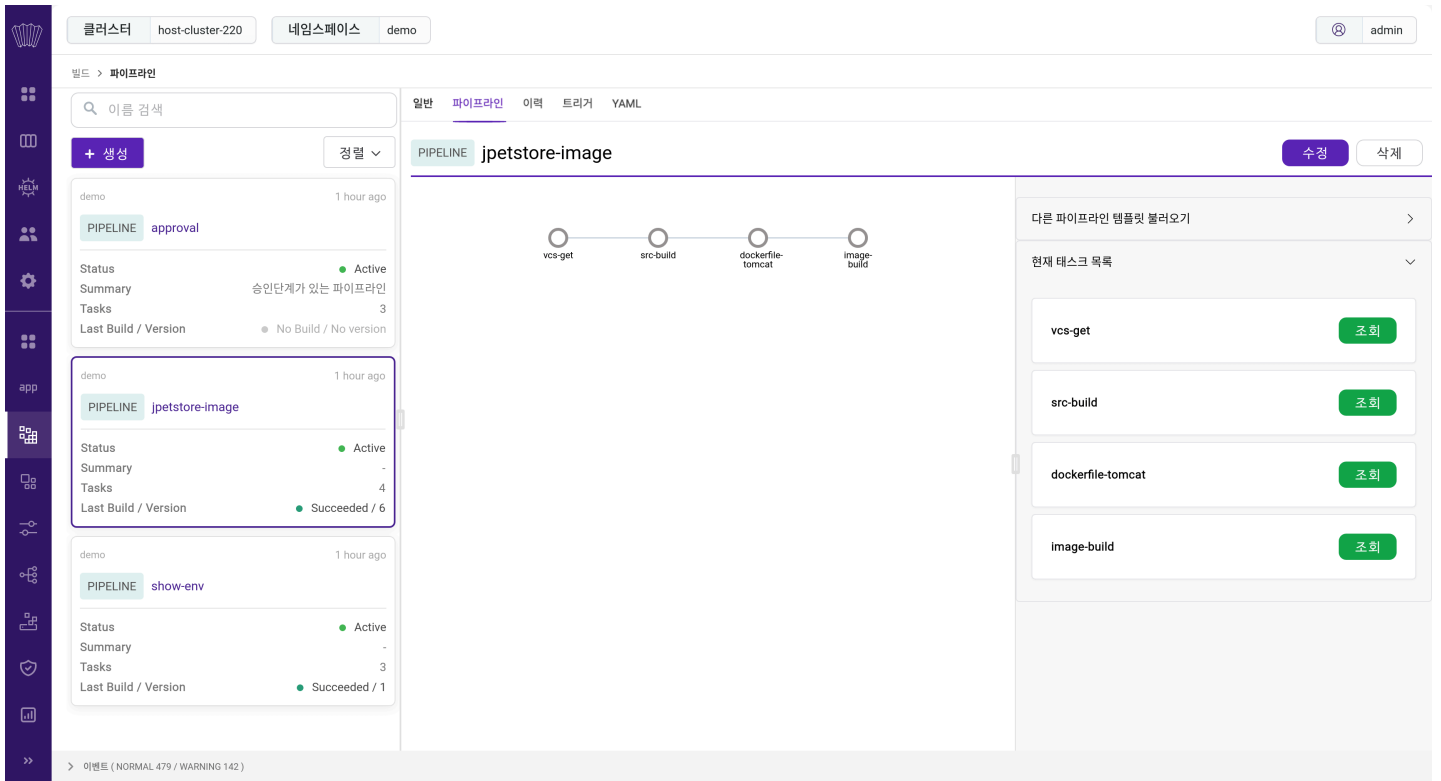 클러스터 host-cluster-220 네임스페이스 demo admin
빌드 > 파이프라인
HELM
app
이름 검색
+ 생성 정렬
demo 1 hour ago
PIPELINE approval
Status Active
Summary 승인단계가 있는 파이프라인
Tasks 3
Last Build / Version No Build / No version
demo 1 hour ago
PIPELINE jpetstore-image
Status Active
Summary -
Tasks 4
Last Build / Version Succeeded / 6
demo 1 hour ago
PIPELINE show-env
Status Active
Summary -
Tasks 3
Last Build / Version Succeeded / 1
일반 파이프라인 이력 트리거 YAML
PIPELINE jpetstore-image 수정 삭제
vcs-get src-build dockerfile-tomcat image-build
다른 파이프라인 템플릿 불러오기
현재 태스크 목록
vcs-get 조회
src-build 조회
dockerfile-tomcat 조회
image-build 조회
이벤트 ( NORMAL 479 / WARNING 142 )